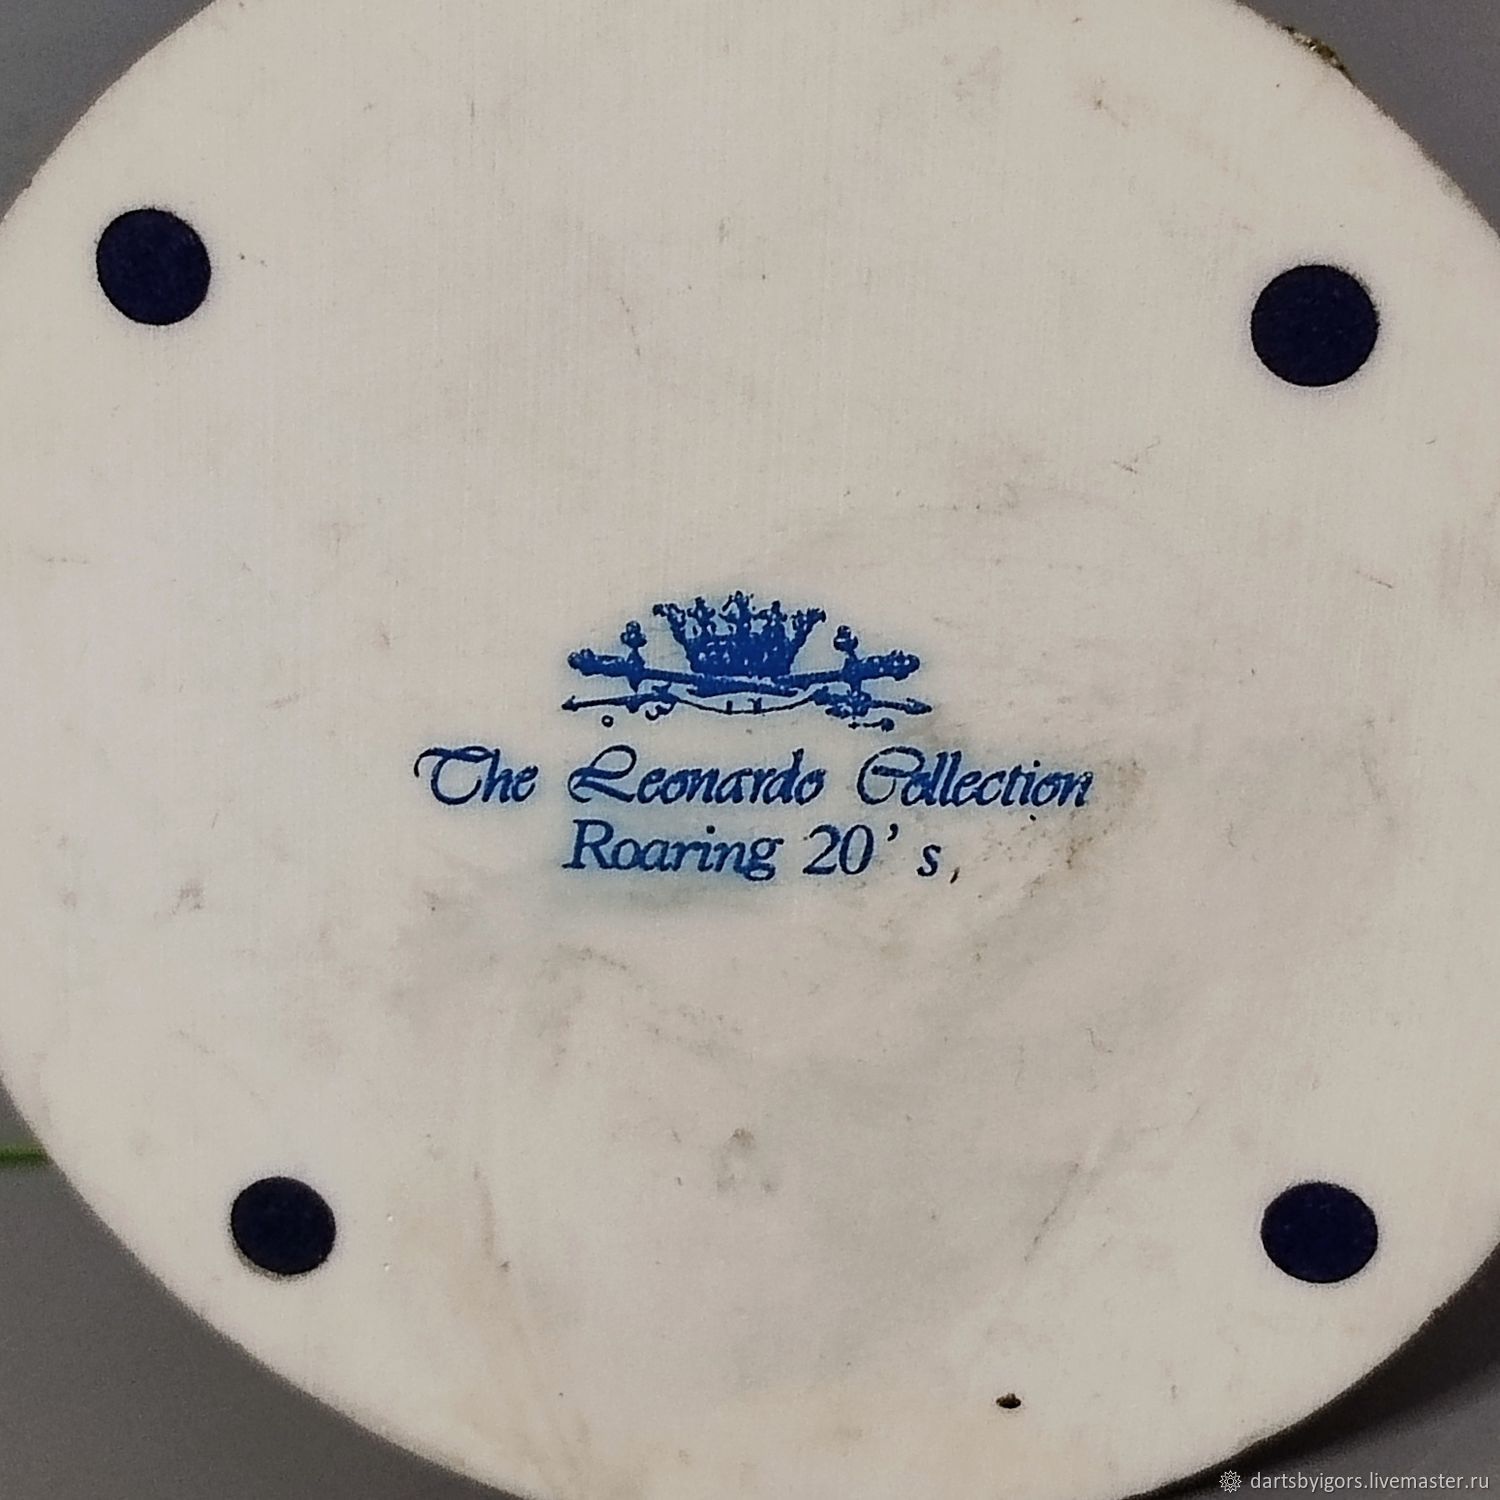 The Leonardo Collection
Roaring 20's,
dartsbyigors.livemaster.ru